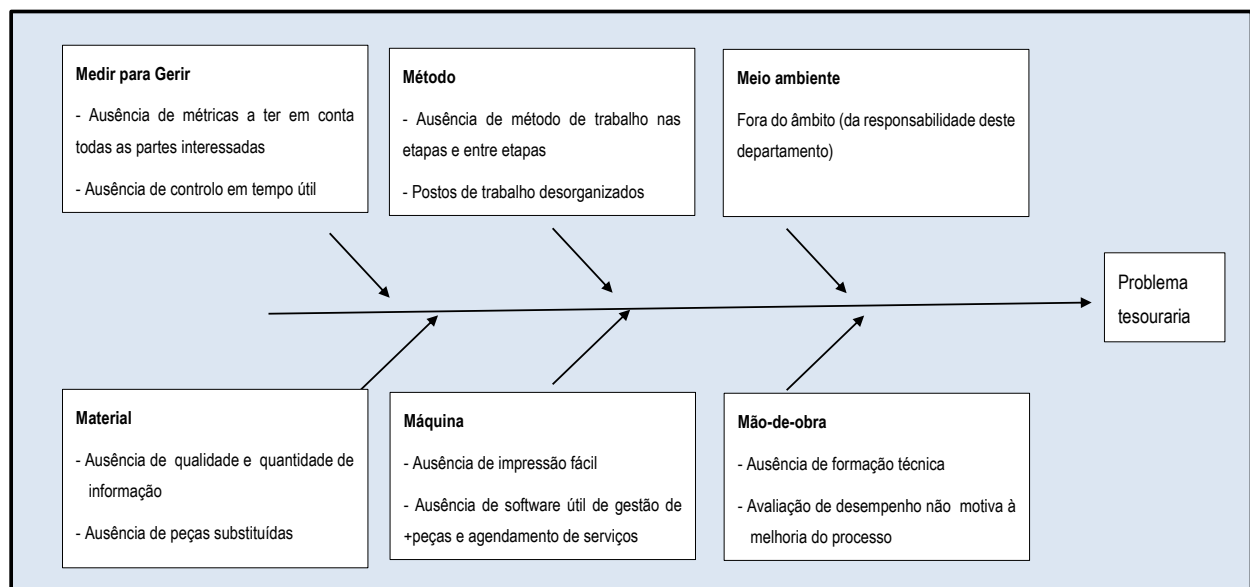 Medir para Gerir
- Ausência de métricas a ter em conta
todas as partes interessadas
- Ausência de controlo em tempo útil
Método
- Ausência de método de trabalho nas
etapas e entre etapas
- Postos de trabalho desorganizados
Meio ambiente
Fora do âmbito (da responsabilidade deste
departamento)
Problema
tesouraria
Material
- Ausência de qualidade e quantidade de
informação
- Ausência de peças substituídas
Máquina
- Ausência de impressão fácil
- Ausência de software útil de gestão de
+peças e agendamento de serviços
Mão-de-obra
- Ausência de formação técnica
- Avaliação de desempenho não motiva à
melhoria do processo